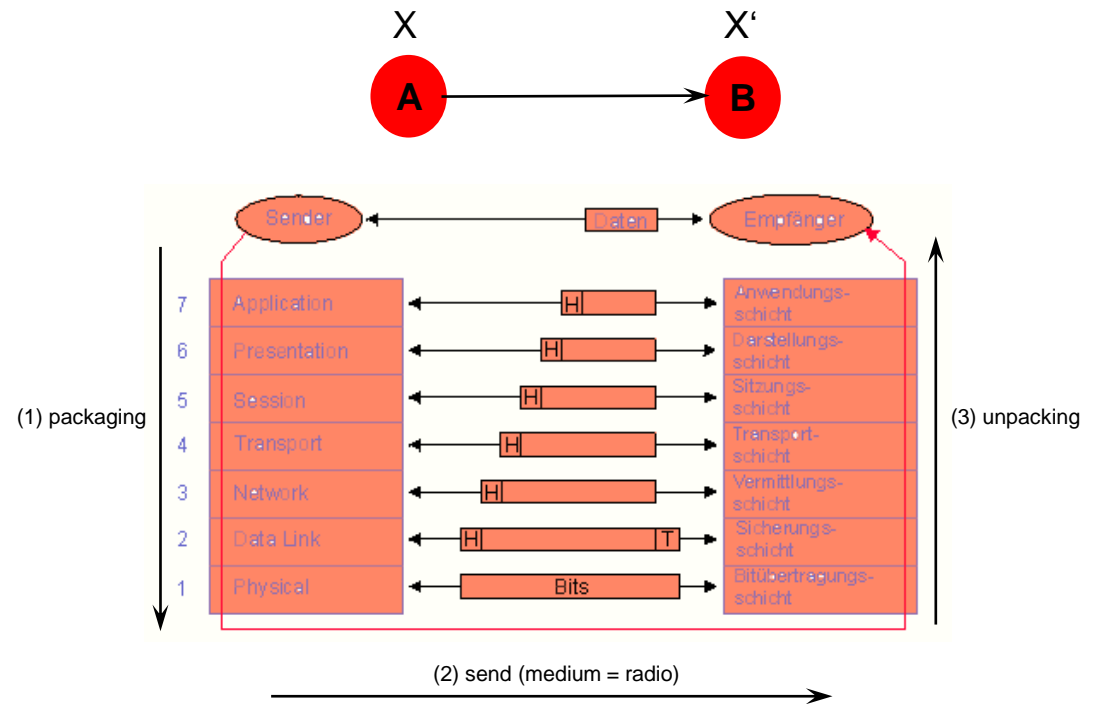 X X‘
A B
Sender Daten Empfänger
7 Application H Anwendungs-
schicht
6 Presentation H Darstellungs-
schicht
5 Session H Sitzungs-
schicht
(1) packaging (3) unpacking
4 Transport H Transport-
schicht
3 Network H Vermittlungs-
schicht
2 Data Link H T Sicherungs-
schicht
1 Physical Bits Bitübertragungs-
schicht
(2) send (medium = radio)